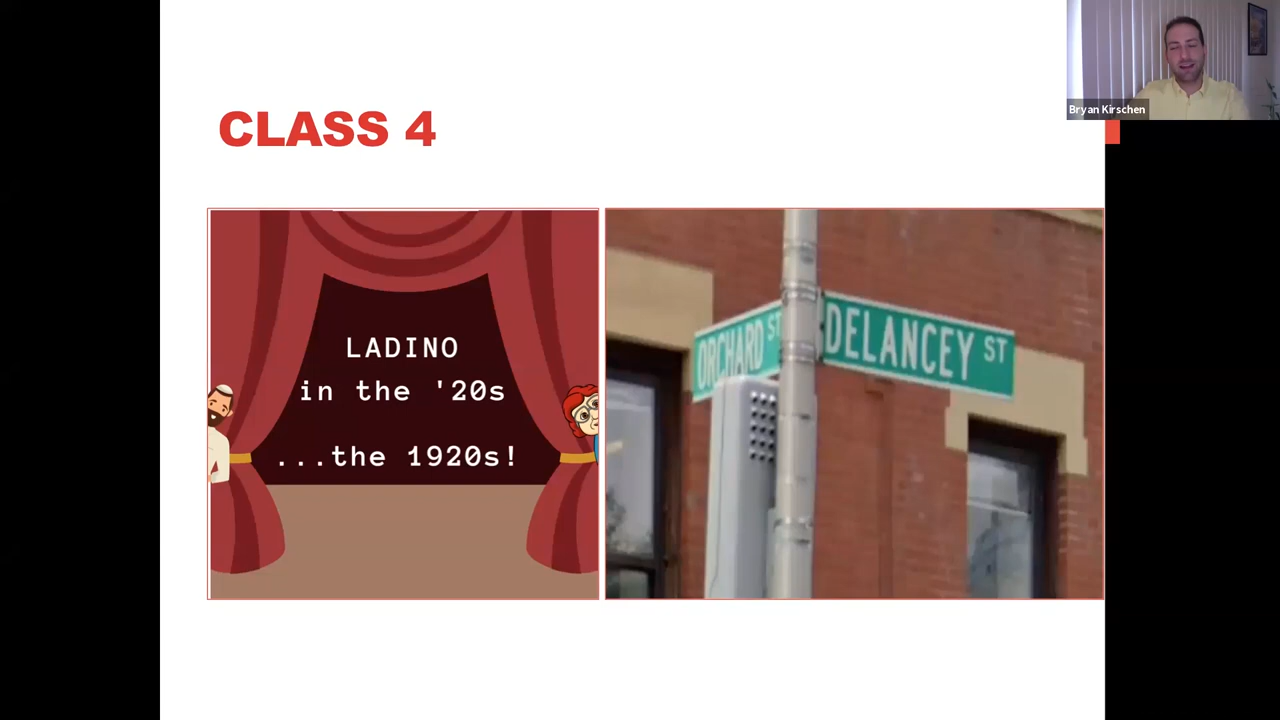 Bryan Kirschen
CLASS 4
LADINO
in the '20s
...the 1920s!
ORCHARD ST
DELANCEY ST